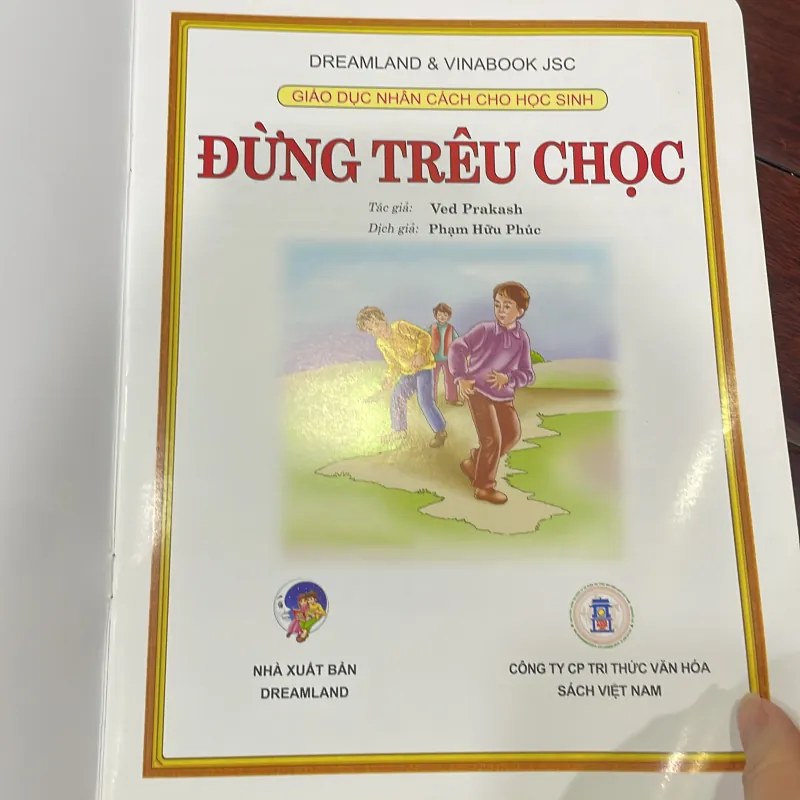 DREAMLAND & VINABOOK JSC
GIÁO DỤC NHÂN CÁCH CHO HỌC SINH
ĐỪNG TRÊU CHỌC
Tác giả: Ved Prakash
Dịch giả: Phạm Hữu Phúc
NHÀ XUẤT BẢN
DREAMLAND
CÔNG TY CP TRI THỨC VĂN HÓA
SÁCH VIỆT NAM